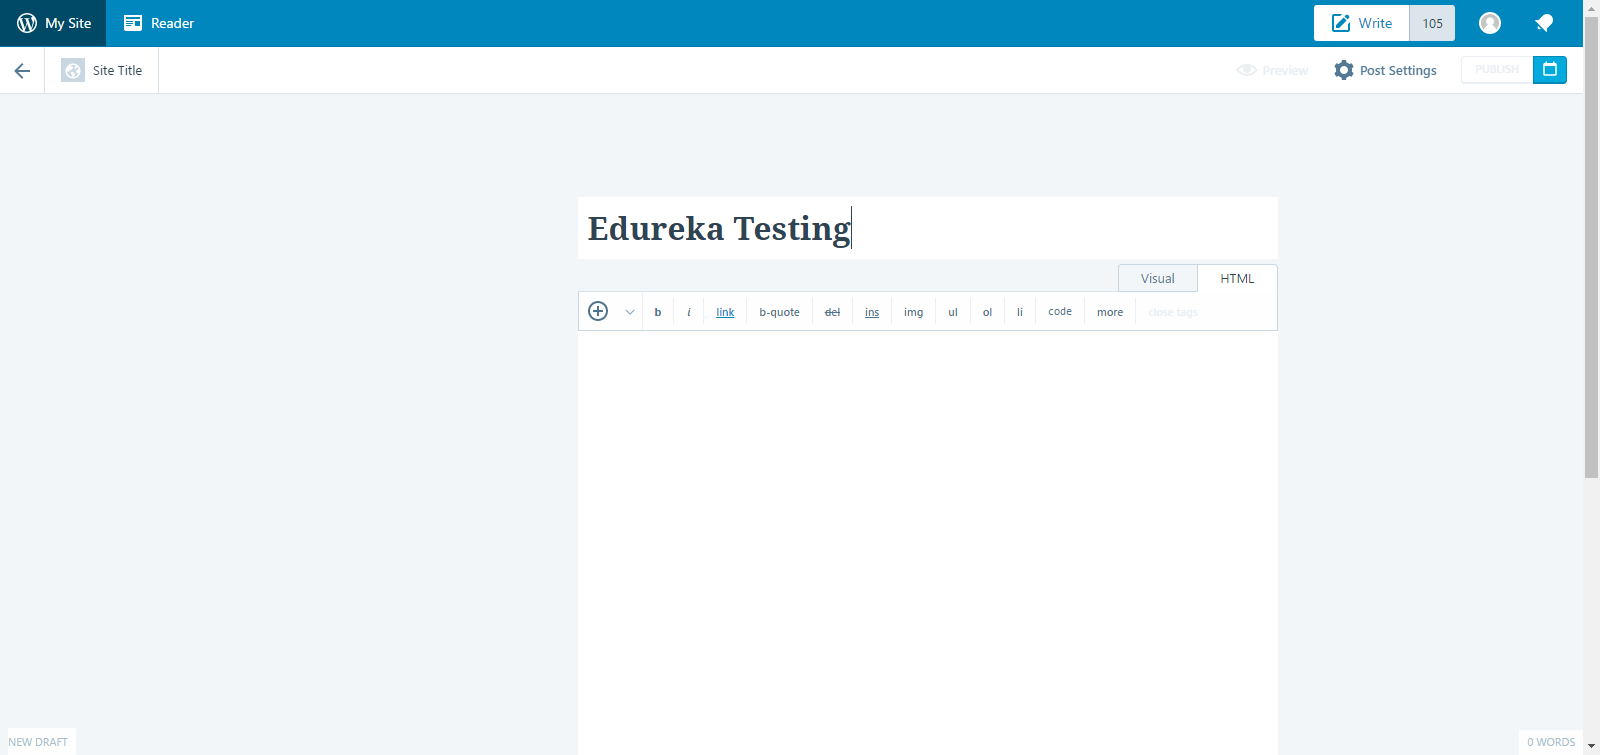 My Site Reader Write 105
Site Title Preview Post Settings PUBLISH
Edureka Testing
Visual HTML
b i link b-quote del ins img ul ol li code more close tags
NEW DRAFT 0 WORDS